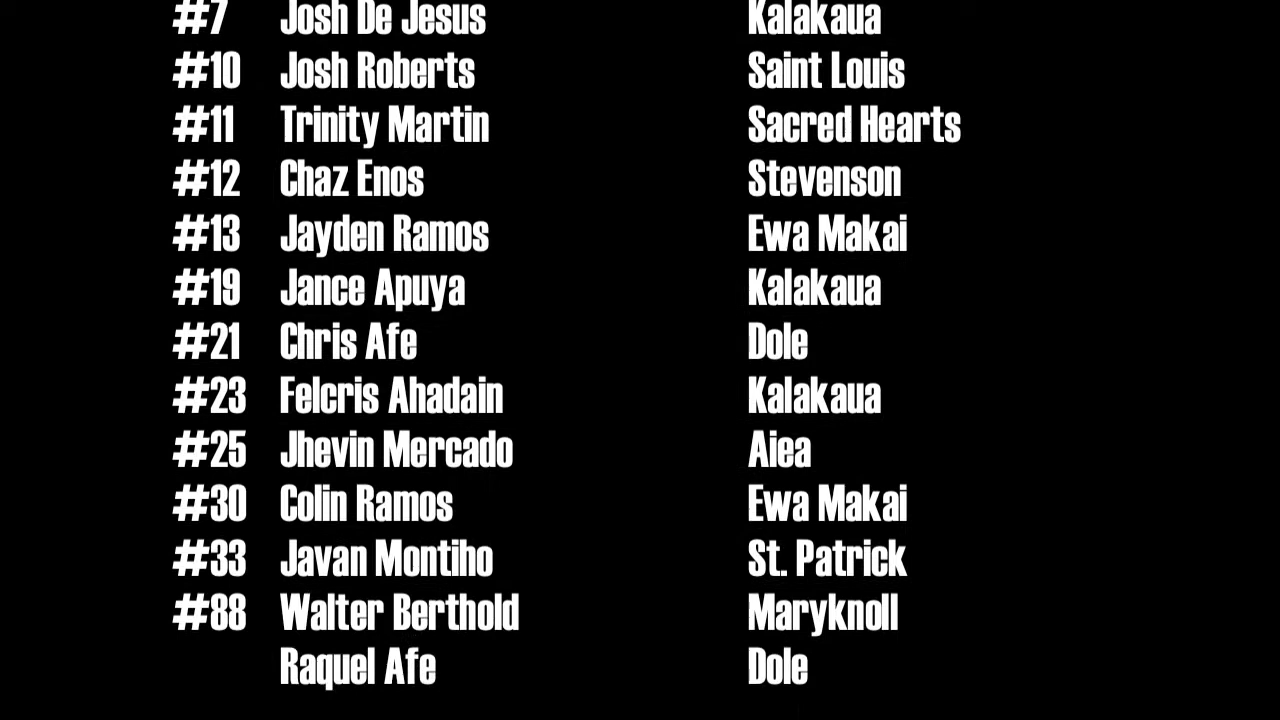 #7 Josh De Jesus Kalakaua
#10 Josh Roberts Saint Louis
#11 Trinity Martin Sacred Hearts
#12 Chaz Enos Stevenson
#13 Jayden Ramos Ewa Makai
#19 Jance Apuya Kalakaua
#21 Chris Afe Dole
#23 Felcris Ahadain Kalakaua
#25 Jhevin Mercado Aiea
#30 Colin Ramos Ewa Makai
#33 Javan Montiho St. Patrick
#88 Walter Berthold Maryknoll
Raquel Afe Dole